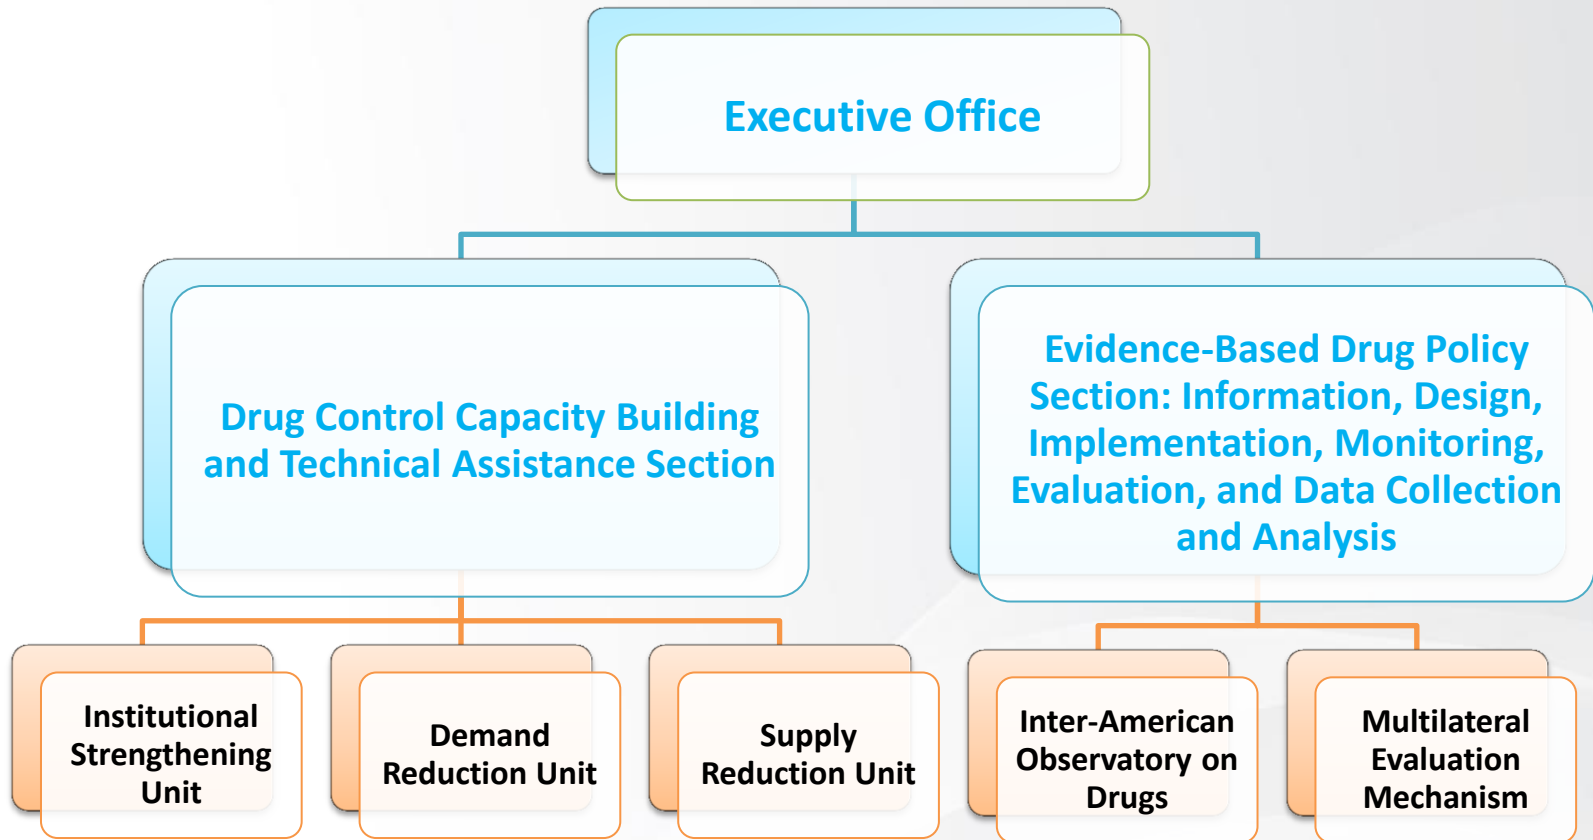 Executive Office
Drug Control Capacity Building
and Technical Assistance Section
Evidence-Based Drug Policy
Section: Information, Design,
Implementation, Monitoring,
Evaluation, and Data Collection
and Analysis
Institutional
Strengthening
Unit
Demand
Reduction Unit
Supply
Reduction Unit
Inter-American
Observatory on
Drugs
Multilateral
Evaluation
Mechanism